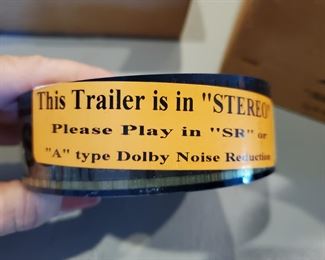 This Trailer is in "STEREO"
Please Play in "SR" or
"A" type Dolby Noise Reduction